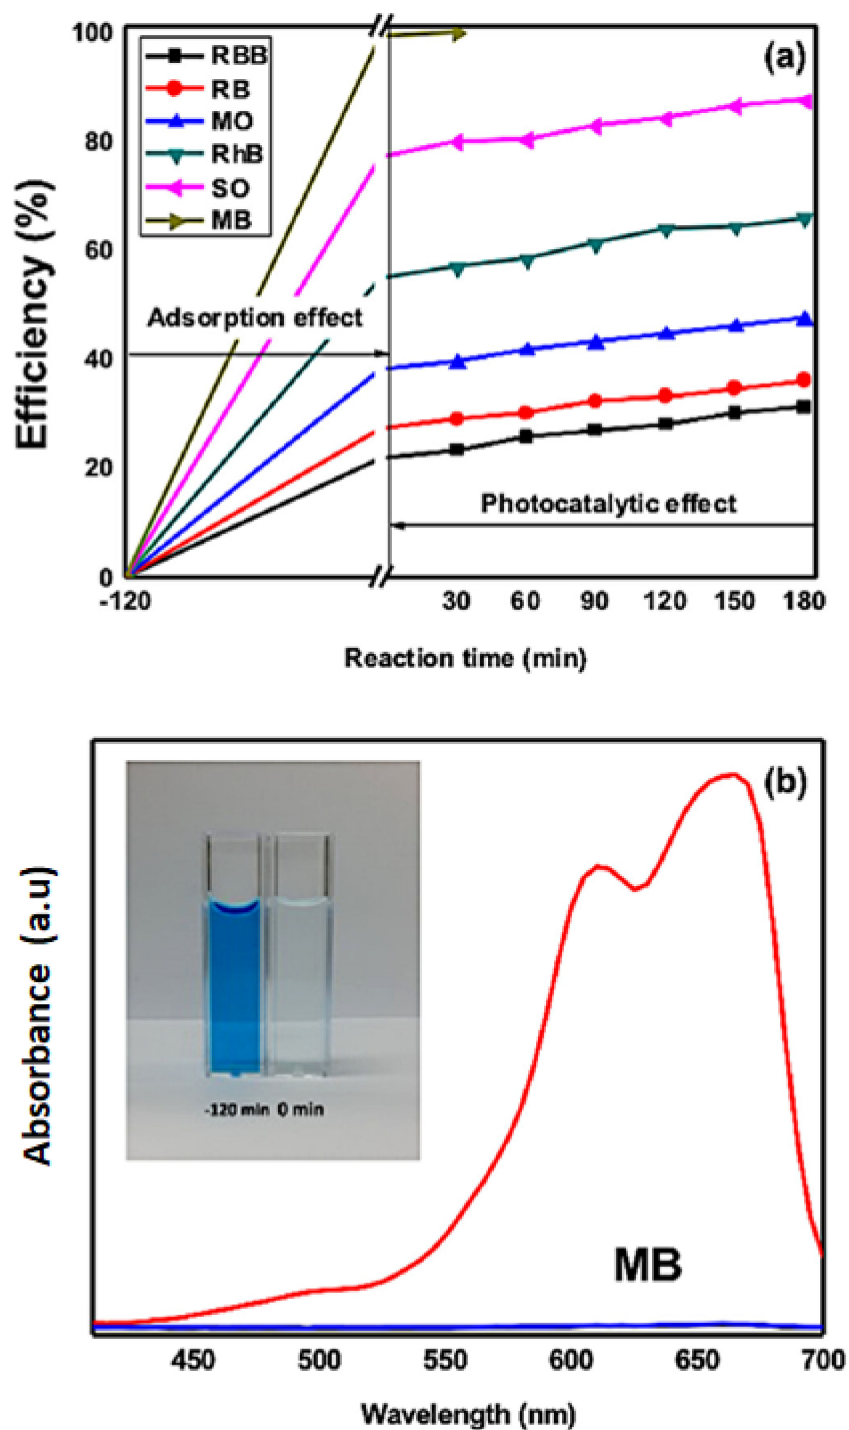 100
80
60
40
20
0
Efficiency (%)
(a)
RBB
RB
MO
RhB
SO
MB
Adsorption effect
Photocatalytic effect
-120 30 60 90 120 150 180
Reaction time (min)
Absorbance (a.u)
(b)
-120 min 0 min
MB
450 500 550 600 650 700
Wavelength (nm)